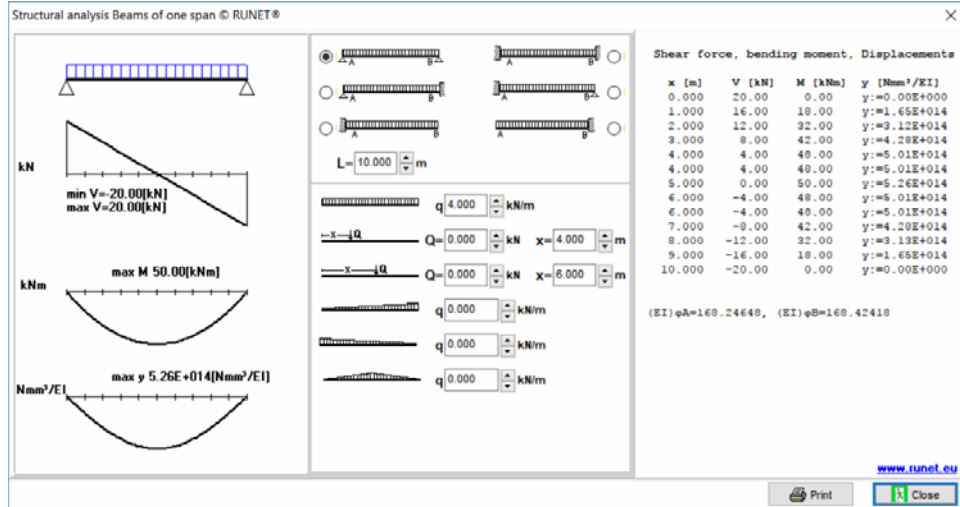 Structural analysis Beams of one span © RUNET®
kN
min V=-20.00[kN]
max V=20.00[kN]
kNm
max M 50.00[kNm]
Nmm³/EI
max y 5.26E+014[Nmm³/EI]
A B A B
A B A B
A B A B
L= 10.000 m
q 4.000 kN/m
x Q Q= 0.000 kN x= 4.000 m
x Q Q= 0.000 kN x= 6.000 m
q 0.000 kN/m
q 0.000 kN/m
q 0.000 kN/m
Shear force, bending moment, Displacements
x [m] V [kN] M [kNm] y [Nmm³/EI]
0.000 20.00 0.00 y:=0.00E+000
1.000 16.00 18.00 y:=1.65E+014
2.000 12.00 32.00 y:=3.12E+014
3.000 8.00 42.00 y:=4.28E+014
4.000 4.00 48.00 y:=5.01E+014
4.000 4.00 48.00 y:=5.01E+014
5.000 0.00 50.00 y:=5.26E+014
6.000 -4.00 48.00 y:=5.01E+014
6.000 -4.00 48.00 y:=5.01E+014
7.000 -8.00 42.00 y:=4.28E+014
8.000 -12.00 32.00 y:=3.13E+014
9.000 -16.00 18.00 y:=1.65E+014
10.000 -20.00 0.00 y:=0.00E+000
(EI)φA=168.24648, (EI)φB=168.42418
www.runet.eu
Print Close